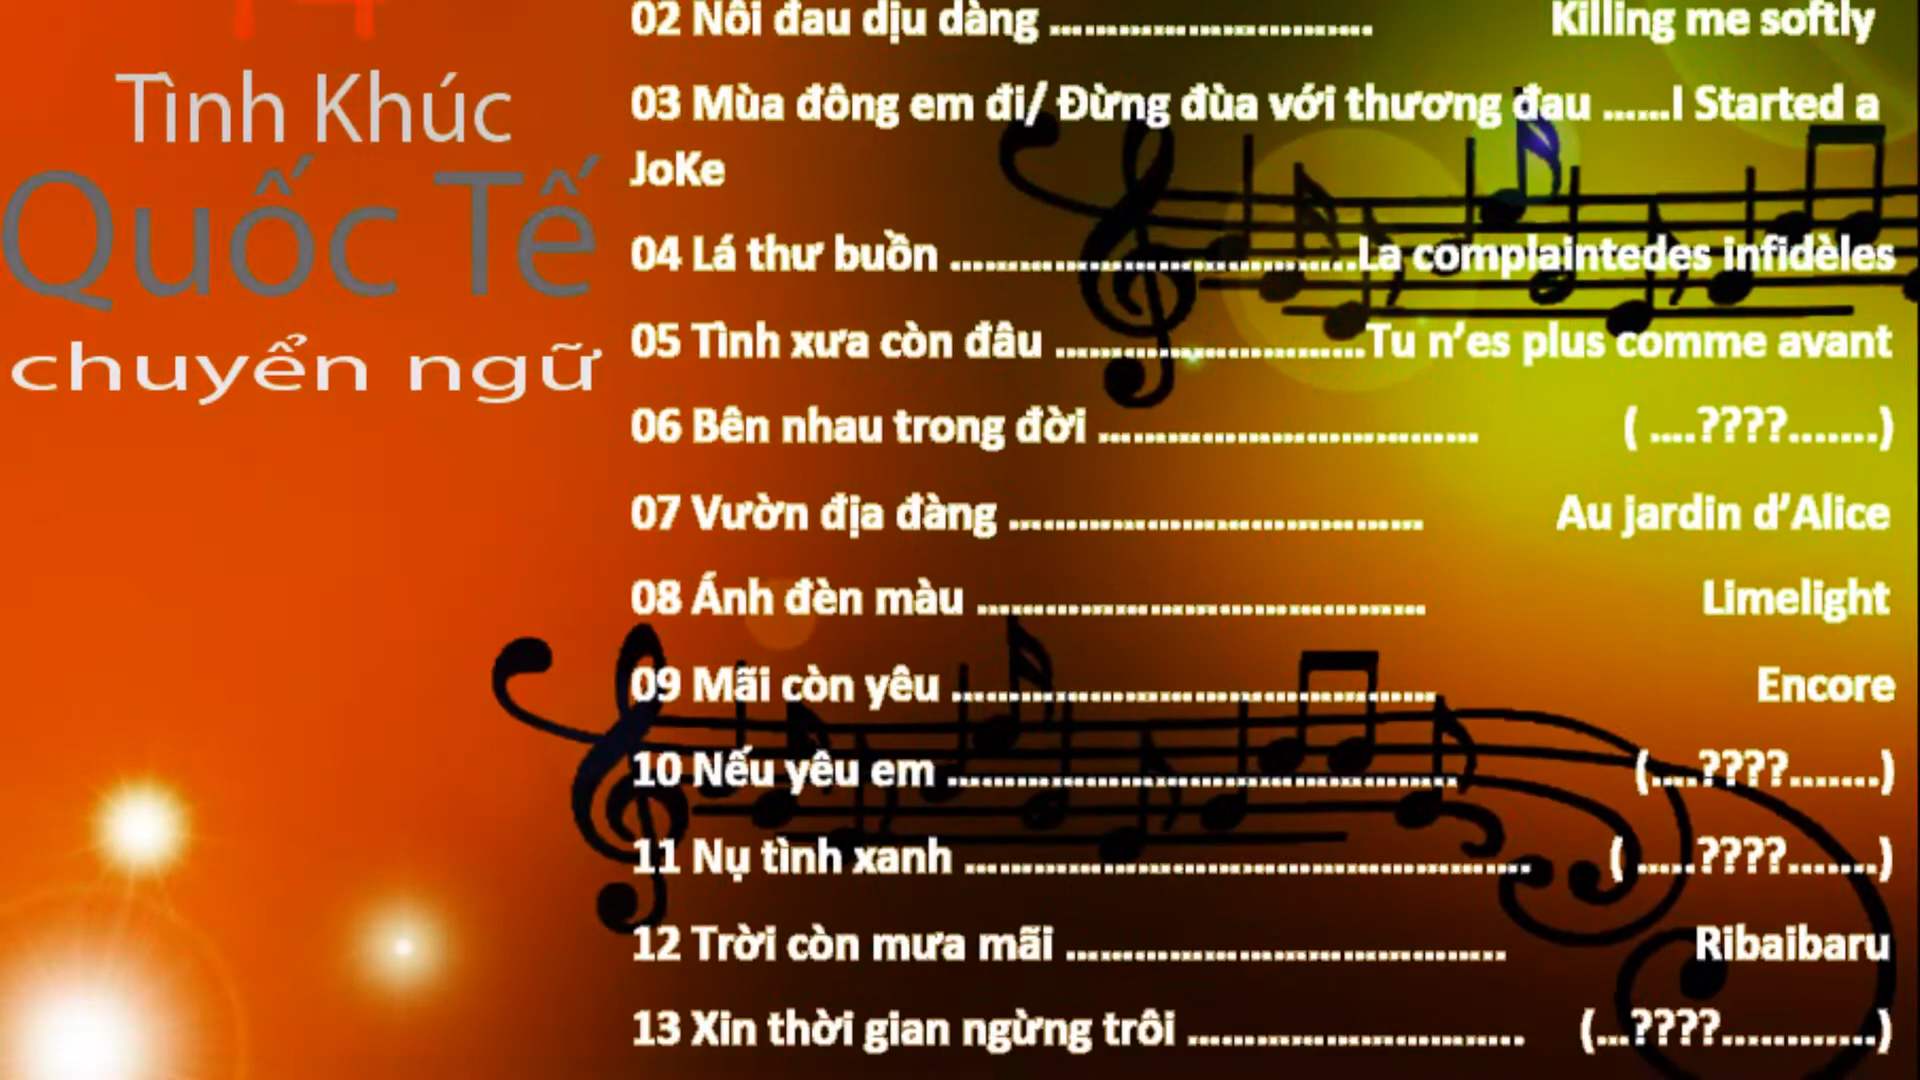 14
Tình Khúc
Quốc Tế
chuyển ngữ
02 Nỗi đau dịu dàng .................................. Killing me softly
03 Mùa đông em đi/ Đừng đùa với thương đau ......I Started a
JoKe
04 Lá thư buồn ..........................................La complaintedes infidèles
05 Tình xưa còn đâu ................................Tu n’es plus comme avant
06 Bên nhau trong đời ........................................ ( ....????.......)
07 Vườn địa đàng ............................................ Au jardin d’Alice
08 Ánh đèn màu ............................................... Limelight
09 Mãi còn yêu ................................................... Encore
10 Nếu yêu em ...................................................... (....????.......)
11 Nụ tình xanh ............................................................ ( .....????.......)
12 Trời còn mưa mãi .............................................. Ribaibaru
13 Xin thời gian ngừng trôi .................................... (...????............)